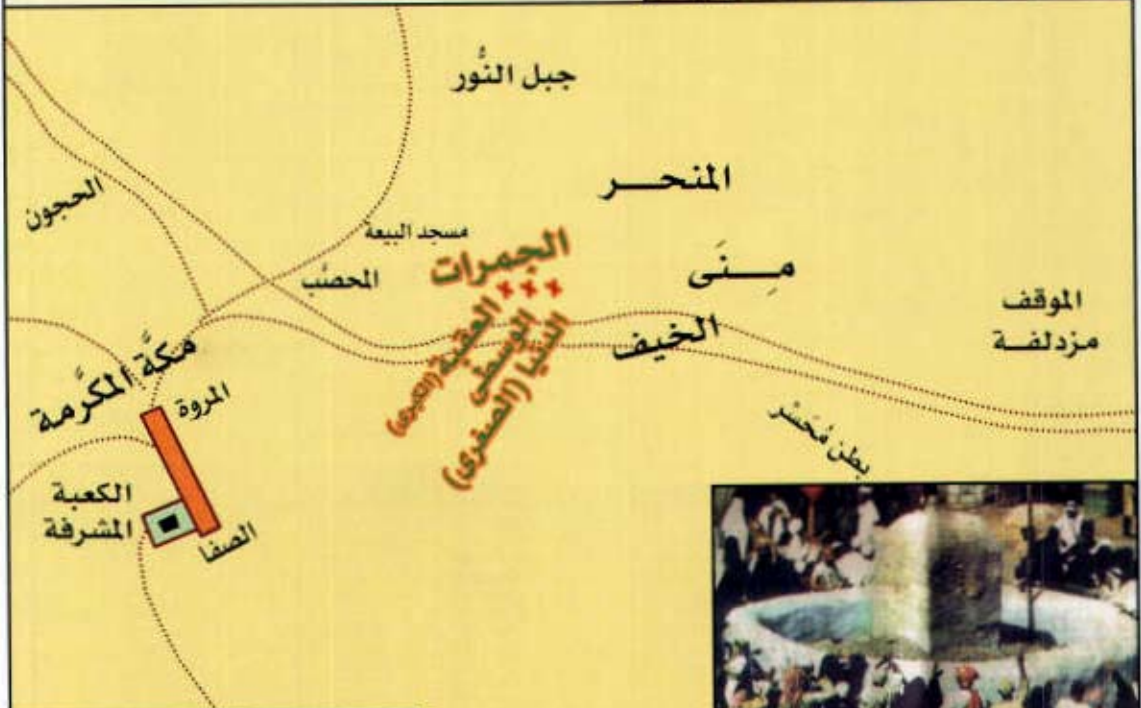 جبل النُّور
المنحـــر
الحجون
مسجد البيعة
الجمرات
مِـــنَى
المحصَّب
العقبة (الكبرى)
الوسطى
الدنيا (الصغرى)
الخيف
الموقف
مزدلفــة
مكَّة المكرَّمة
المروة
بطن مُحَسْر
الكعبة
المشرفة
الصفا